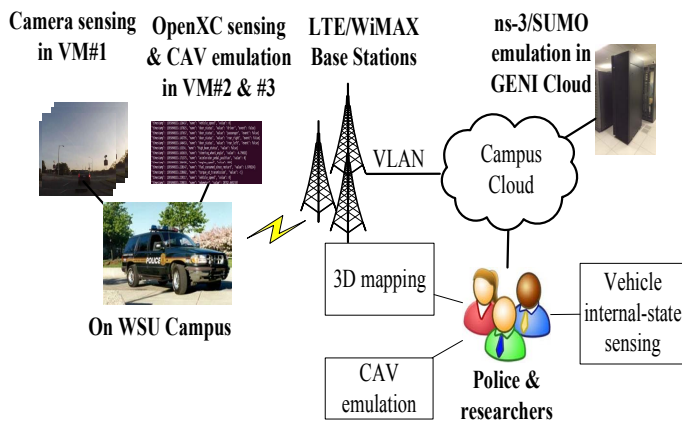 Camera sensing
in VM#1
OpenXC sensing
& CAV emulation
in VM#2 & #3
LTE/WiMAX
Base Stations
ns-3/SUMO
emulation in
GENI Cloud
VLAN
Campus
Cloud
POLICE
On WSU Campus
3D mapping
Vehicle
internal-state
sensing
CAV
emulation
Police &
researchers